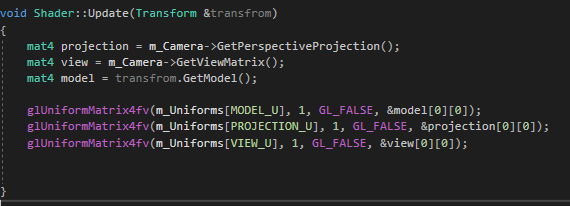 void Shader::Update(Transform &transfrom)
{
mat4 projection = m_Camera->GetPerspectiveProjection();
mat4 view = m_Camera->GetViewMatrix();
mat4 model = transfrom.GetModel();
glUniformMatrix4fv(m_Uniforms[MODEL_U], 1, GL_FALSE, &model[0][0]);
glUniformMatrix4fv(m_Uniforms[PROJECTION_U], 1, GL_FALSE, &projection[0][0]);
glUniformMatrix4fv(m_Uniforms[VIEW_U], 1, GL_FALSE, &view[0][0]);
}